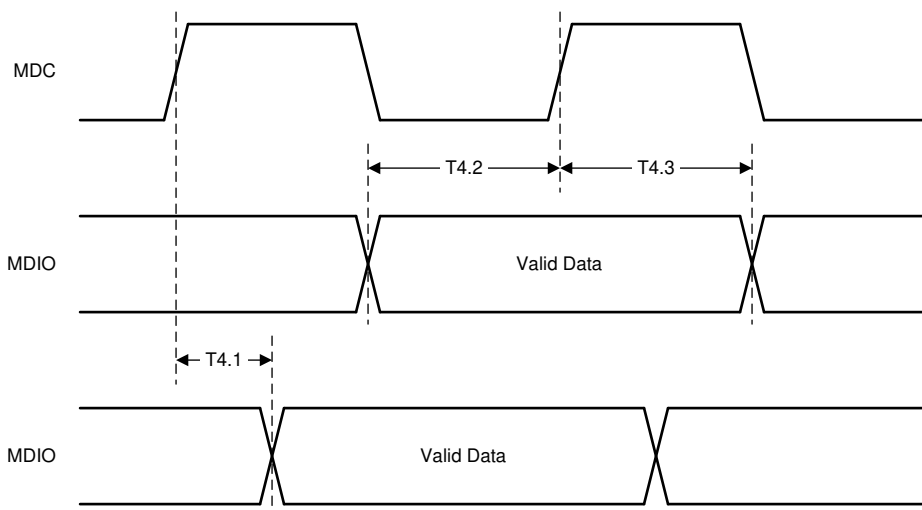 MDC
T4.2
T4.3
MDIO
Valid Data
T4.1
MDIO
Valid Data